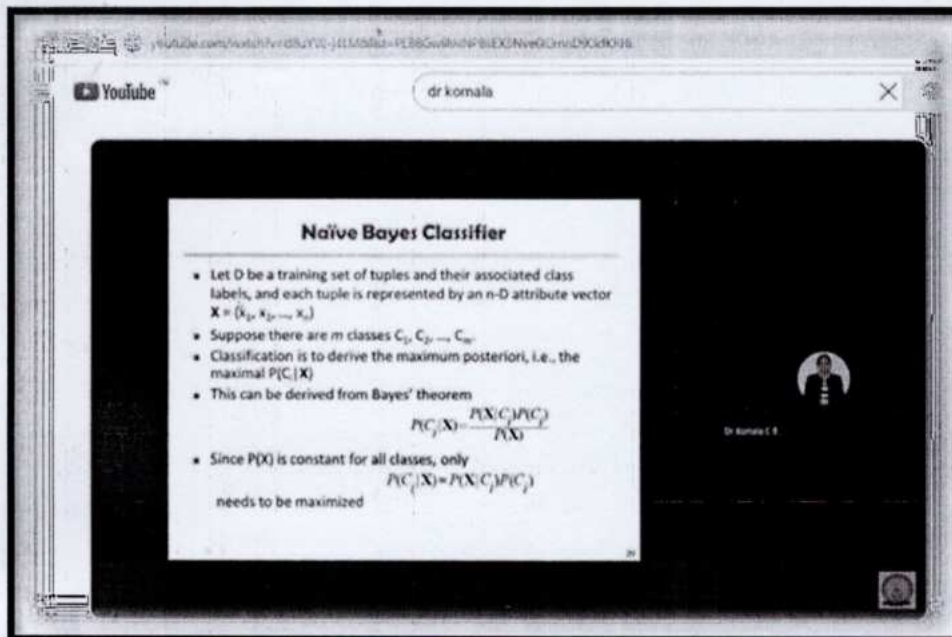 YouTube
dr komala
Naïve Bayes Classifier
• Let D be a training set of tuples and their associated class
labels, and each tuple is represented by an n-D attribute vector
X = (x₁, x₂, ..., xₙ)
• Suppose there are m classes C₁, C₂, ..., Cₘ.
• Classification is to derive the maximum posteriori, i.e., the
maximal P(Cᵢ|X)
• This can be derived from Bayes' theorem
P(Cᵢ|X)=P(X|Cᵢ)P(Cᵢ)/P(X)
• Since P(X) is constant for all classes, only
P(Cᵢ|X)=P(X|Cᵢ)P(Cᵢ)
needs to be maximized
Dr Komala C R